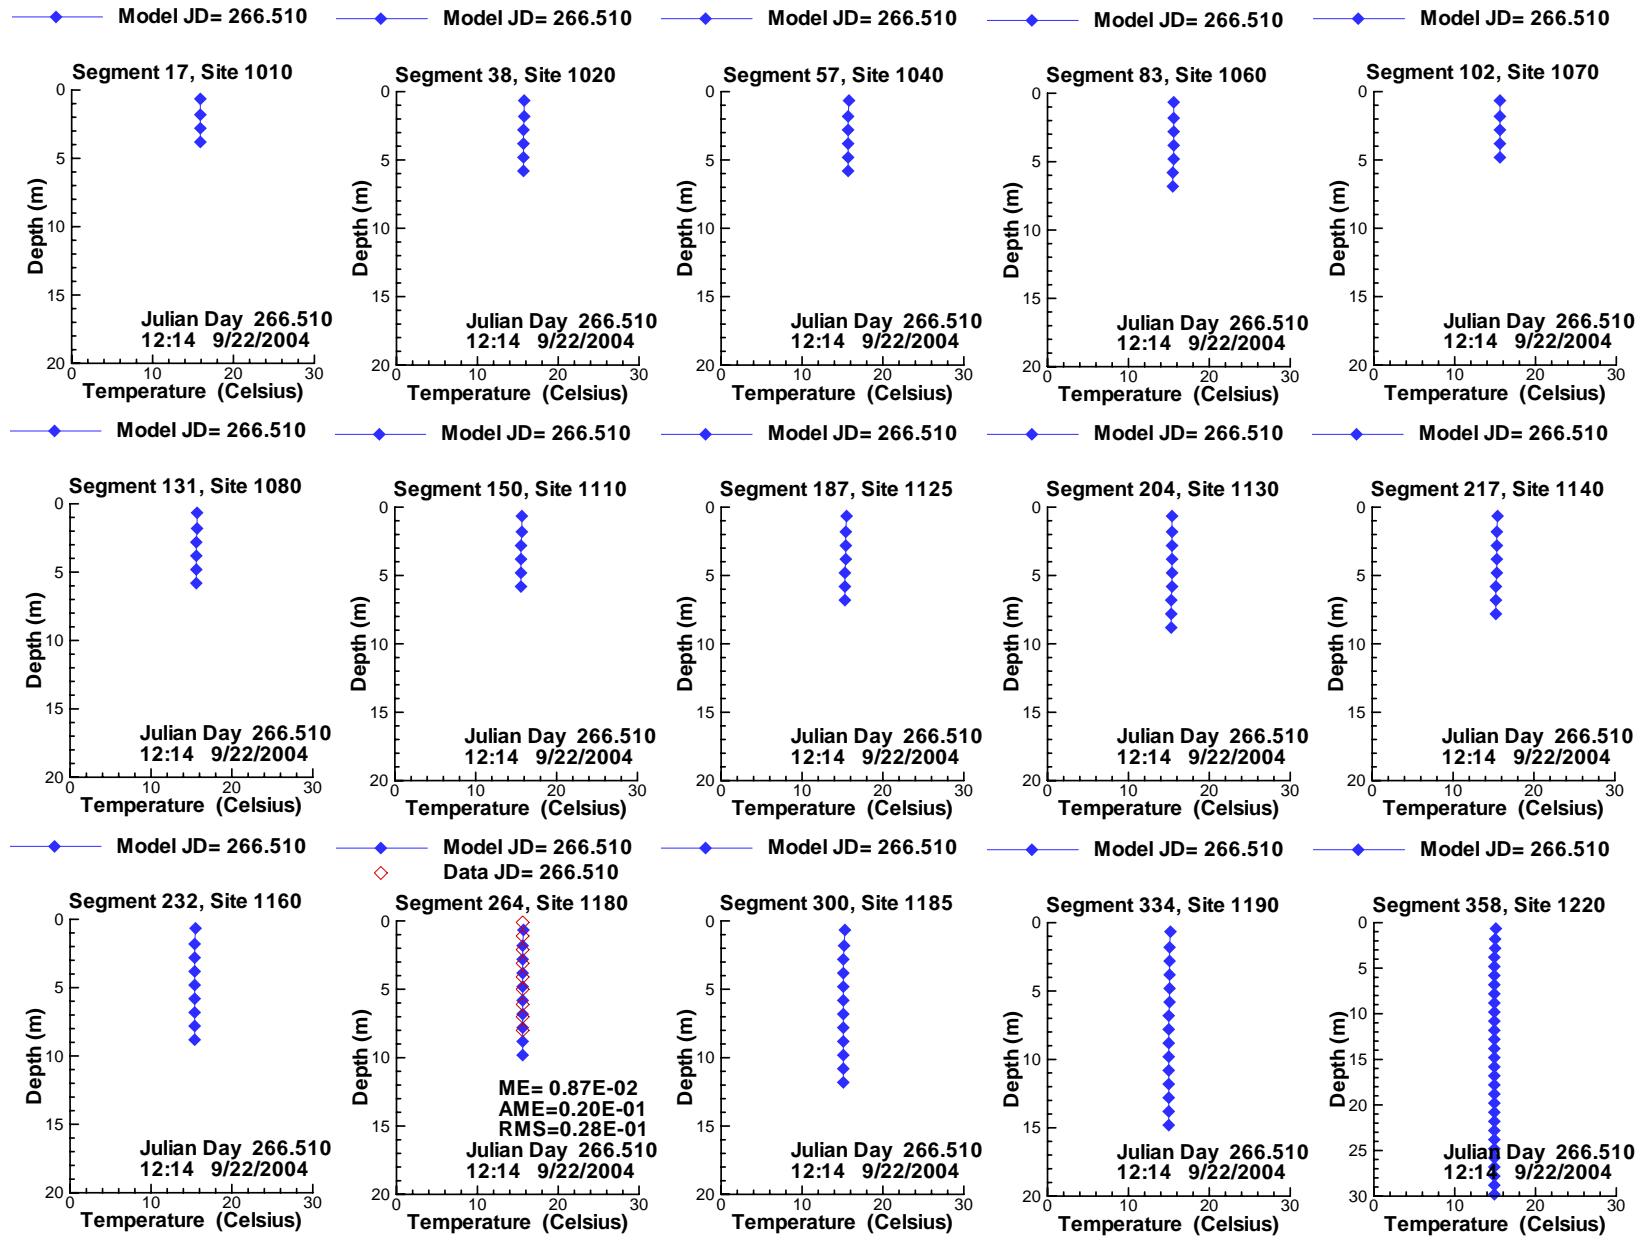 Model JD= 266.510
Segment 17, Site 1010
0
5
10
15
20
Depth (m)
Julian Day 266.510
12:14 9/22/2004
0 10 20 30
Temperature (Celsius)
Model JD= 266.510
Segment 38, Site 1020
0
5
10
15
20
Depth (m)
Julian Day 266.510
12:14 9/22/2004
0 10 20 30
Temperature (Celsius)
Model JD= 266.510
Segment 57, Site 1040
0
5
10
15
20
Depth (m)
Julian Day 266.510
12:14 9/22/2004
0 10 20 30
Temperature (Celsius)
Model JD= 266.510
Segment 83, Site 1060
0
5
10
15
20
Depth (m)
Julian Day 266.510
12:14 9/22/2004
0 10 20 30
Temperature (Celsius)
Model JD= 266.510
Segment 102, Site 1070
0
5
10
15
20
Depth (m)
Julian Day 266.510
12:14 9/22/2004
0 10 20 30
Temperature (Celsius)
Model JD= 266.510
Segment 131, Site 1080
0
5
10
15
20
Depth (m)
Julian Day 266.510
12:14 9/22/2004
0 10 20 30
Temperature (Celsius)
Model JD= 266.510
Segment 150, Site 1110
0
5
10
15
20
Depth (m)
Julian Day 266.510
12:14 9/22/2004
0 10 20 30
Temperature (Celsius)
Model JD= 266.510
Segment 187, Site 1125
0
5
10
15
20
Depth (m)
Julian Day 266.510
12:14 9/22/2004
0 10 20 30
Temperature (Celsius)
Model JD= 266.510
Segment 204, Site 1130
0
5
10
15
20
Depth (m)
Julian Day 266.510
12:14 9/22/2004
0 10 20 30
Temperature (Celsius)
Model JD= 266.510
Segment 217, Site 1140
0
5
10
15
20
Depth (m)
Julian Day 266.510
12:14 9/22/2004
0 10 20 30
Temperature (Celsius)
Model JD= 266.510
Segment 232, Site 1160
0
5
10
15
20
Depth (m)
Julian Day 266.510
12:14 9/22/2004
0 10 20 30
Temperature (Celsius)
Model JD= 266.510
Data JD= 266.510
Segment 264, Site 1180
0
5
10
15
20
Depth (m)
ME= 0.87E-02
AME=0.20E-01
RMS=0.28E-01
Julian Day 266.510
12:14 9/22/2004
0 10 20 30
Temperature (Celsius)
Model JD= 266.510
Segment 300, Site 1185
0
5
10
15
20
Depth (m)
Julian Day 266.510
12:14 9/22/2004
0 10 20 30
Temperature (Celsius)
Model JD= 266.510
Segment 334, Site 1190
0
5
10
15
20
Depth (m)
Julian Day 266.510
12:14 9/22/2004
0 10 20 30
Temperature (Celsius)
Model JD= 266.510
Segment 358, Site 1220
0
5
10
15
20
25
30
Depth (m)
Julian Day 266.510
12:14 9/22/2004
0 10 20 30
Temperature (Celsius)